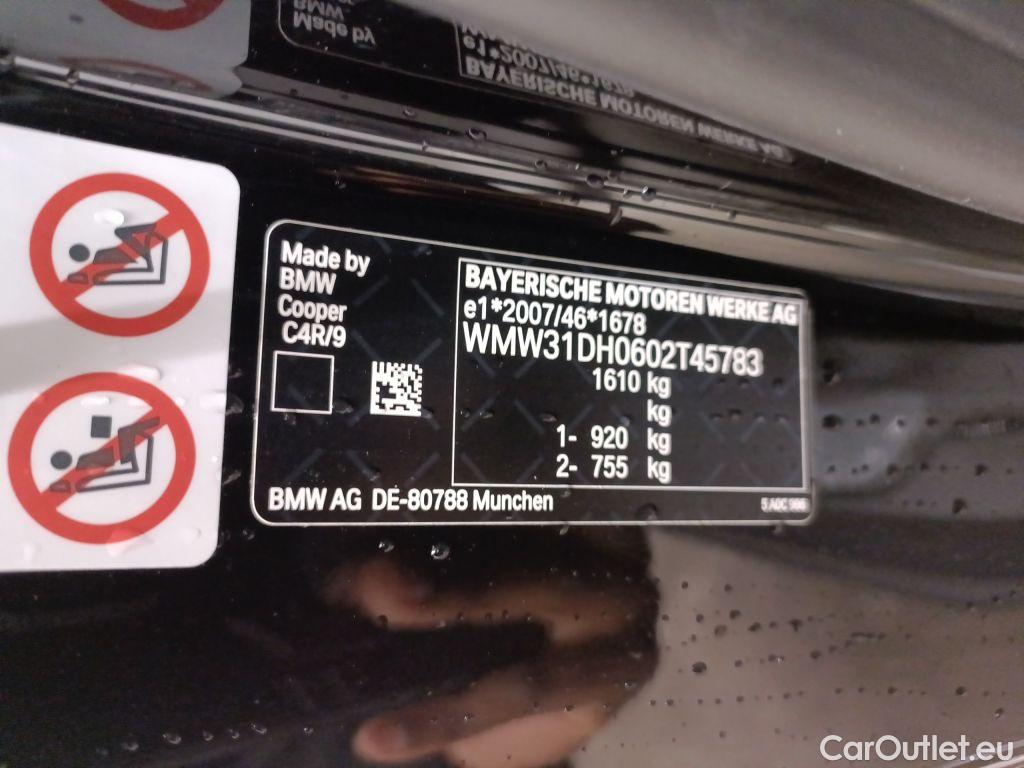 Made by
BMW
Cooper
C4R/9
BAYERISCHE MOTOREN WERKE AG
e1*2007/46*1678
WMW31DH0602T45783
1610 kg
kg
1- 920 kg
2- 755 kg
BMW AG DE-80788 Munchen
CarOutlet.eu